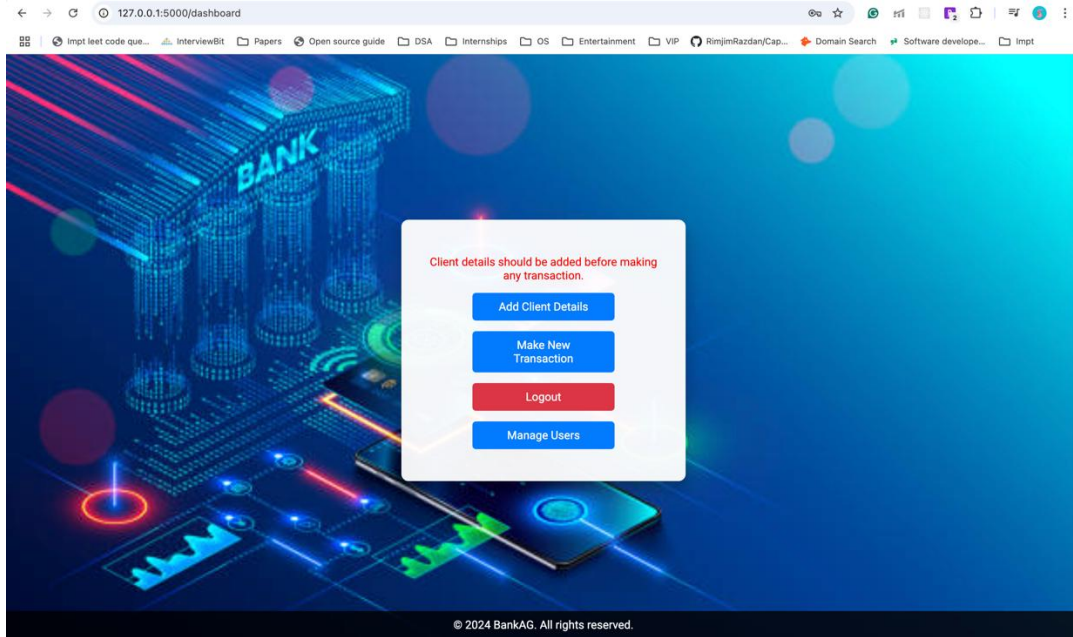 127.0.0.1:5000/dashboard
Impt leet code que... InterviewBit Papers Open source guide DSA Internships OS Entertainment VIP RimjimRazdan/Cap... Domain Search Software develope... Impt
BANK
Client details should be added before making
any transaction.
Add Client Details
Make New
Transaction
Logout
Manage Users
© 2024 BankAG. All rights reserved.